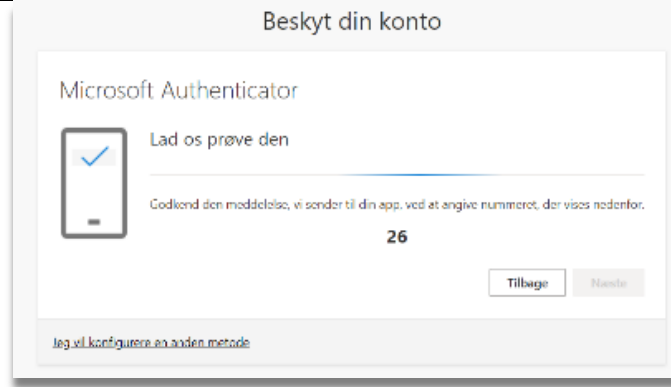 Beskyt din konto
Microsoft Authenticator
Lad os prøve den
Godkend den meddelelse, vi sender til din app, ved at angive nummeret, der vises nedenfor.
26
Tilbage
Næste
Jeg vil konfigurere en anden metode